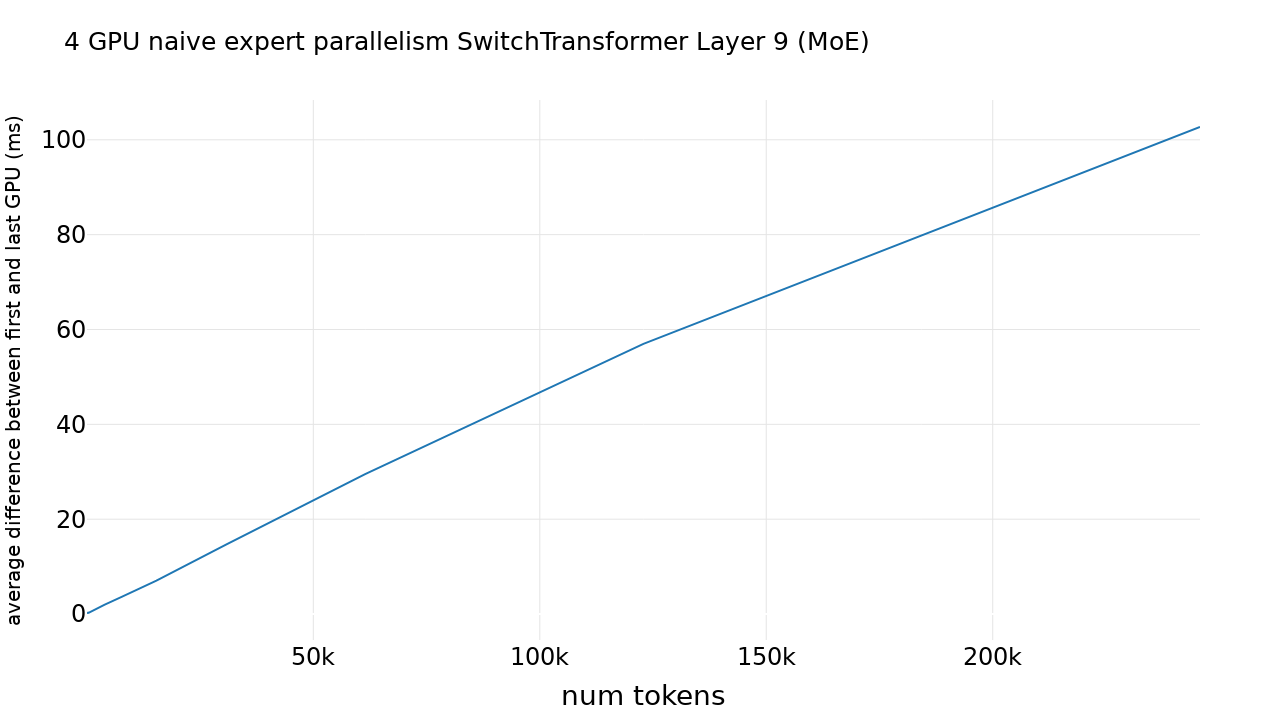 4 GPU naive expert parallelism SwitchTransformer Layer 9 (MoE)
average difference between first and last GPU (ms)
100
80
60
40
20
0
50k
100k
150k
200k
num tokens